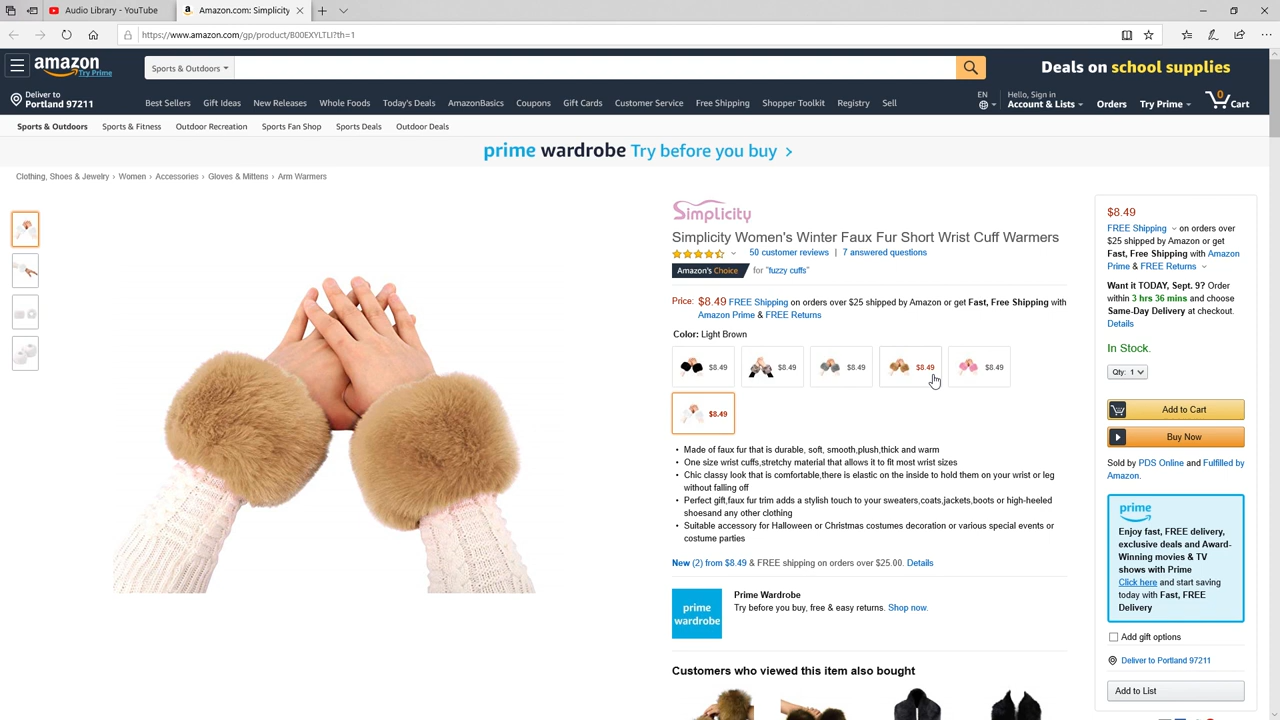 Audio Library - YouTube
Amazon.com: Simplicity
https://www.amazon.com/gp/product/B00EXYLTLI?th=1
amazon
Try Prime
Sports & Outdoors
Deals on school supplies
Deliver to
Portland 97211
Best Sellers Gift Ideas New Releases Whole Foods Today's Deals AmazonBasics Coupons Gift Cards Customer Service Free Shipping Shopper Toolkit Registry Sell
EN
Hello, Sign in
Account & Lists
Orders
Try Prime
0
Cart
Sports & Outdoors Sports & Fitness Outdoor Recreation Sports Fan Shop Sports Deals Outdoor Deals
prime wardrobe Try before you buy ›
Clothing, Shoes & Jewelry › Women › Accessories › Gloves & Mittens › Arm Warmers
Simplicity
Simplicity Women's Winter Faux Fur Short Wrist Cuff Warmers
50 customer reviews | 7 answered questions
Amazon's Choice for "fuzzy cuffs"
Price: $8.49 FREE Shipping on orders over $25 shipped by Amazon or get Fast, Free Shipping with
Amazon Prime & FREE Returns
Color: Light Brown
$8.49 $8.49 $8.49 $8.49 $8.49
$8.49
• Made of faux fur that is durable, soft, smooth,plush,thick and warm
• One size wrist cuffs,stretchy material that allows it to fit most wrist sizes
• Chic classy look that is comfortable,there is elastic on the inside to hold them on your wrist or leg
without falling off
• Perfect gift,faux fur trim adds a stylish touch to your sweaters,coats,jackets,boots or high-heeled
shoesand any other clothing
• Suitable accessory for Halloween or Christmas costumes decoration or various special events or
costume parties
New (2) from $8.49 & FREE shipping on orders over $25.00. Details
prime
wardrobe
Prime Wardrobe
Try before you buy, free & easy returns. Shop now.
Customers who viewed this item also bought
$8.49
FREE Shipping on orders over
$25 shipped by Amazon or get
Fast, Free Shipping with Amazon
Prime & FREE Returns
Want it TODAY, Sept. 9? Order
within 3 hrs 36 mins and choose
Same-Day Delivery at checkout.
Details
In Stock.
Qty: 1
Add to Cart
Buy Now
Sold by PDS Online and Fulfilled by
Amazon.
prime
Enjoy fast, FREE delivery,
exclusive deals and Award-
Winning movies & TV
shows with Prime
Click here and start saving
today with Fast, FREE
Delivery
Add gift options
Deliver to Portland 97211
Add to List